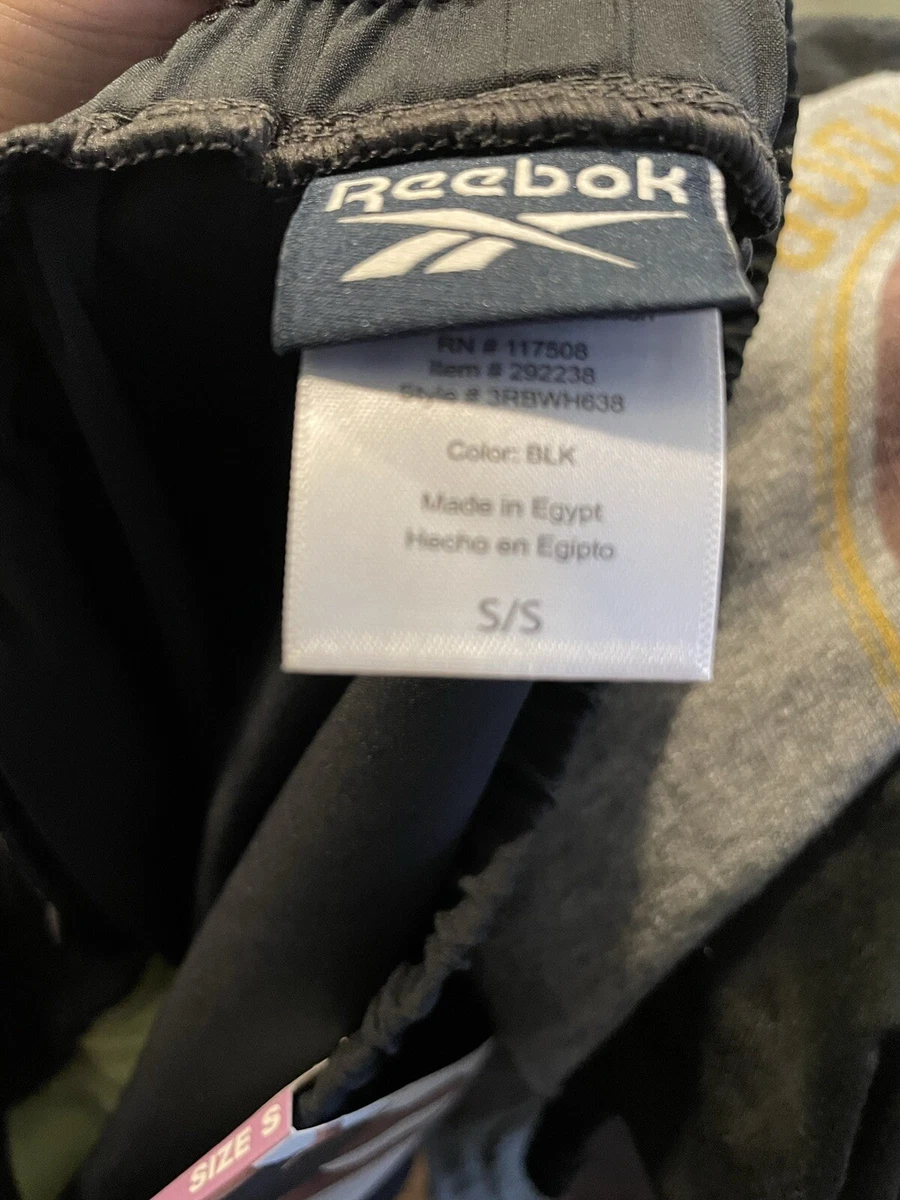 Reebok
RN # 117508
Item # 292238
Style # 3RBWH638
Color: BLK
Made in Egypt
Hecho en Egipto
S/S
SIZE S